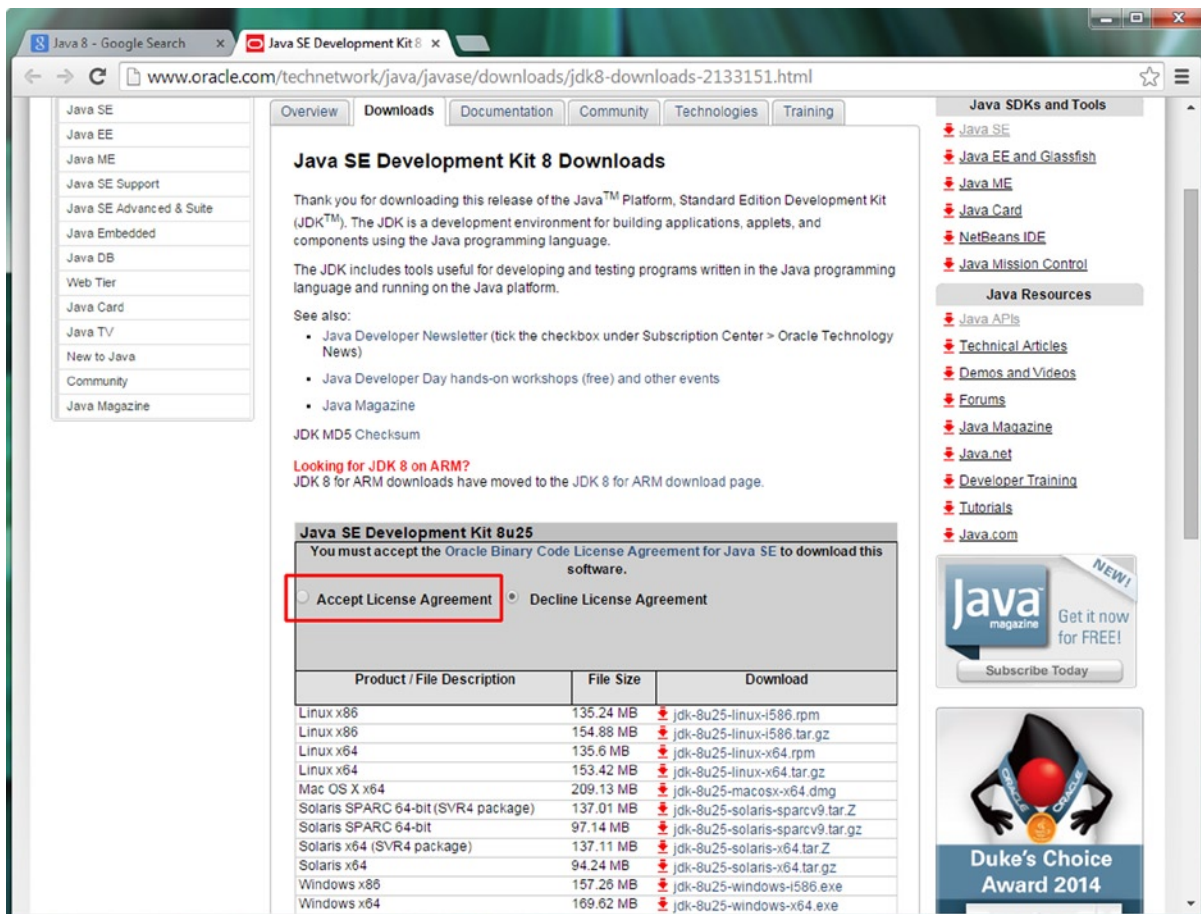 Java 8 - Google Search
Java SE Development Kit 8
www.oracle.com/technetwork/java/javase/downloads/jdk8-downloads-2133151.html
Java SE
Java EE
Java ME
Java SE Support
Java SE Advanced & Suite
Java Embedded
Java DB
Web Tier
Java Card
Java TV
New to Java
Community
Java Magazine
Overview Downloads Documentation Community Technologies Training
Java SE Development Kit 8 Downloads
Thank you for downloading this release of the Java™ Platform, Standard Edition Development Kit
(JDK™). The JDK is a development environment for building applications, applets, and
components using the Java programming language.
The JDK includes tools useful for developing and testing programs written in the Java programming
language and running on the Java platform.
See also:
Java Developer Newsletter (tick the checkbox under Subscription Center > Oracle Technology
News)
Java Developer Day hands-on workshops (free) and other events
Java Magazine
JDK MD5 Checksum
Looking for JDK 8 on ARM?
JDK 8 for ARM downloads have moved to the JDK 8 for ARM download page.
Java SE Development Kit 8u25
You must accept the Oracle Binary Code License Agreement for Java SE to download this
software.
Accept License Agreement Decline License Agreement
Product / File Description File Size Download
Linux x86 135.24 MB jdk-8u25-linux-i586.rpm
Linux x86 154.88 MB jdk-8u25-linux-i586.tar.gz
Linux x64 135.6 MB jdk-8u25-linux-x64.rpm
Linux x64 153.42 MB jdk-8u25-linux-x64.tar.gz
Mac OS X x64 209.13 MB jdk-8u25-macosx-x64.dmg
Solaris SPARC 64-bit (SVR4 package) 137.01 MB jdk-8u25-solaris-sparcv9.tar.Z
Solaris SPARC 64-bit 97.14 MB jdk-8u25-solaris-sparcv9.tar.gz
Solaris x64 (SVR4 package) 137.11 MB jdk-8u25-solaris-x64.tar.Z
Solaris x64 94.24 MB jdk-8u25-solaris-x64.tar.gz
Windows x86 157.26 MB jdk-8u25-windows-i586.exe
Windows x64 169.62 MB jdk-8u25-windows-x64.exe
Java SDKs and Tools
Java SE
Java EE and Glassfish
Java ME
Java Card
NetBeans IDE
Java Mission Control
Java Resources
Java APIs
Technical Articles
Demos and Videos
Forums
Java Magazine
Java.net
Developer Training
Tutorials
Java.com
NEW!
Java
magazine
Get it now
for FREE!
Subscribe Today
ORACLE ORACLE
Duke's Choice
Award 2014